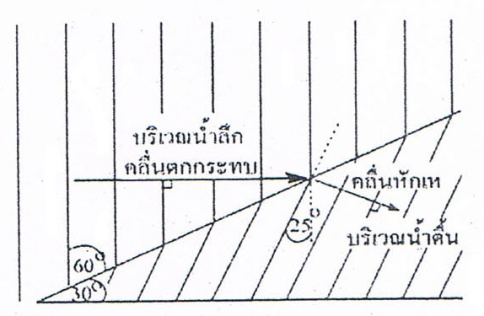 บริเวณน้ำลึก
คลื่นตกกระทบ
คลื่นหักเห
25°
บริเวณน้ำตื้น
60°
30°